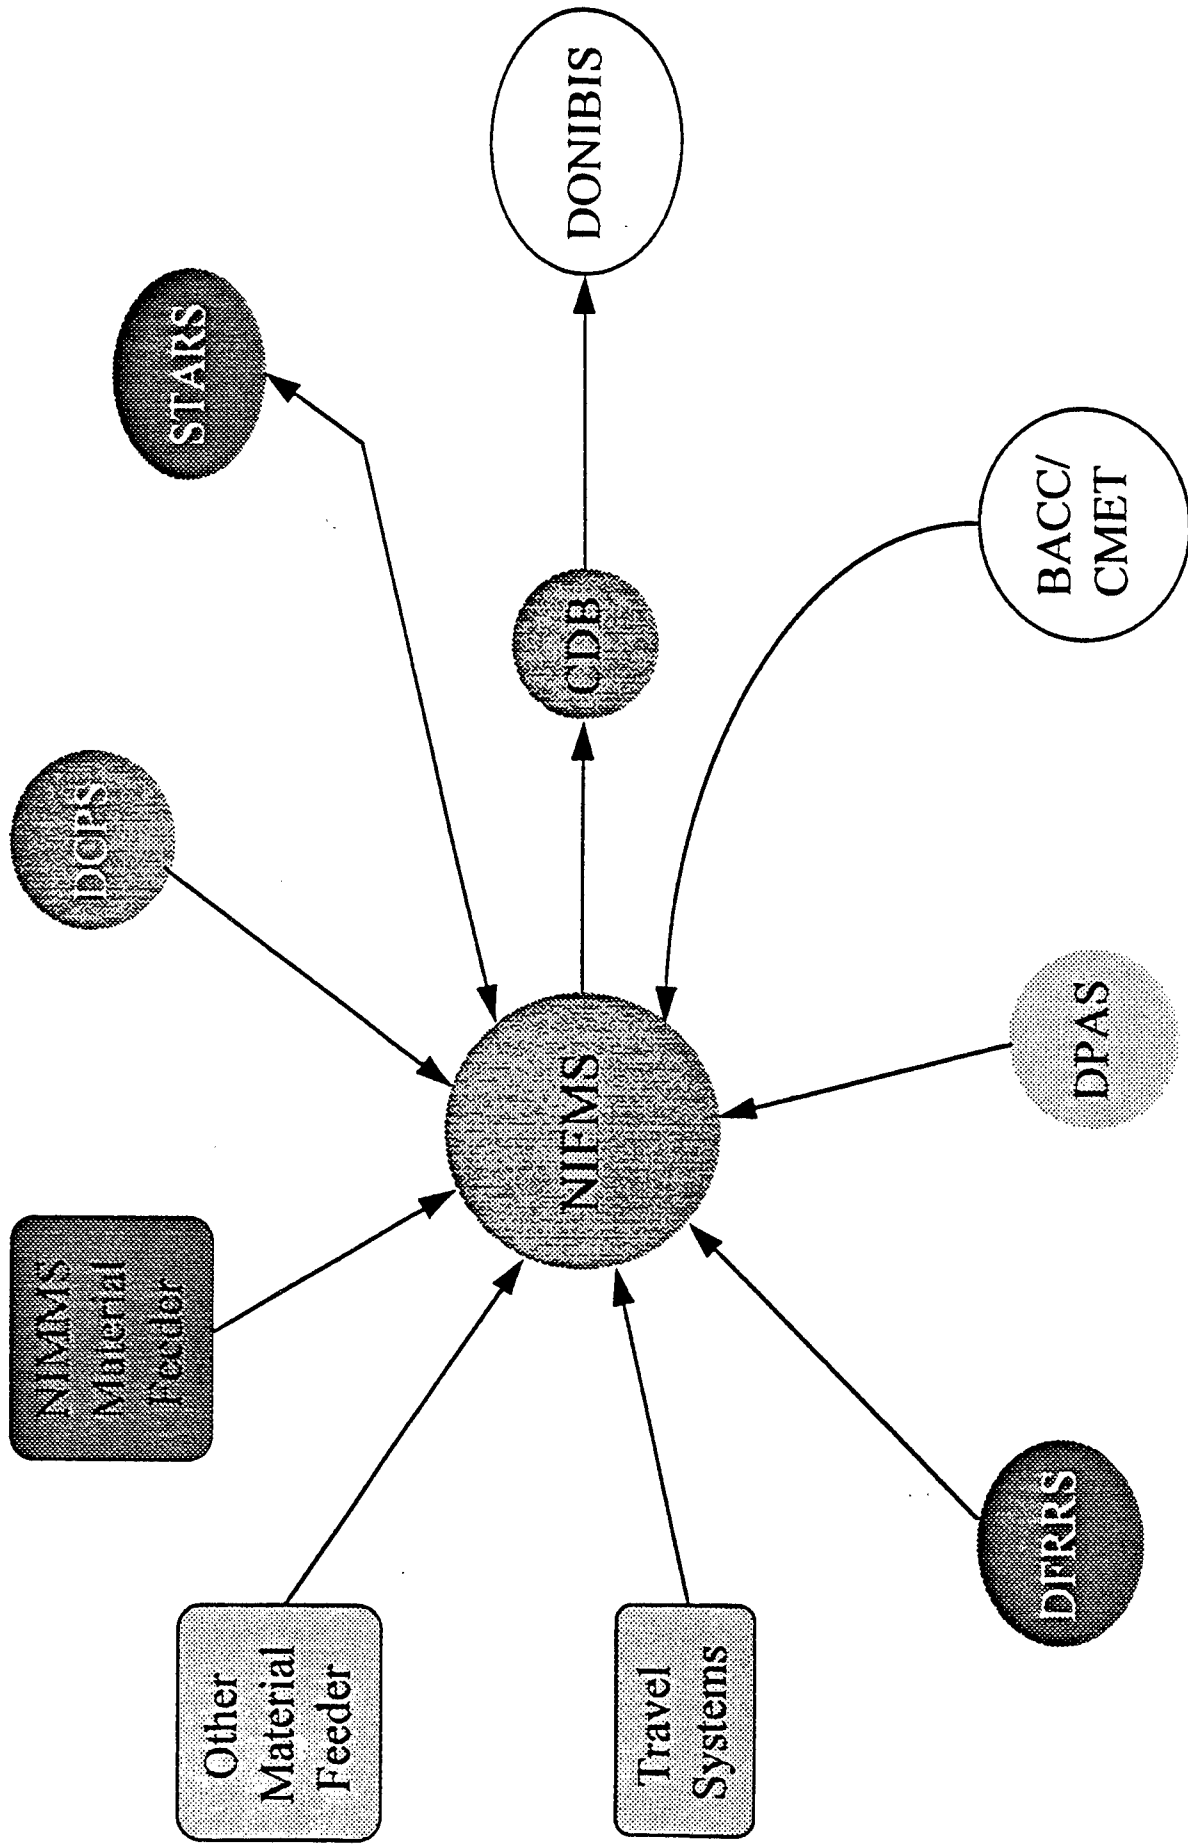 NIMMS
Material
Feeder
DCPS
STARS
Other
Material
Feeder
NIFMS
CDB
DONIBIS
Travel
Systems
DFRRS
DPAS
BACC/
CMET